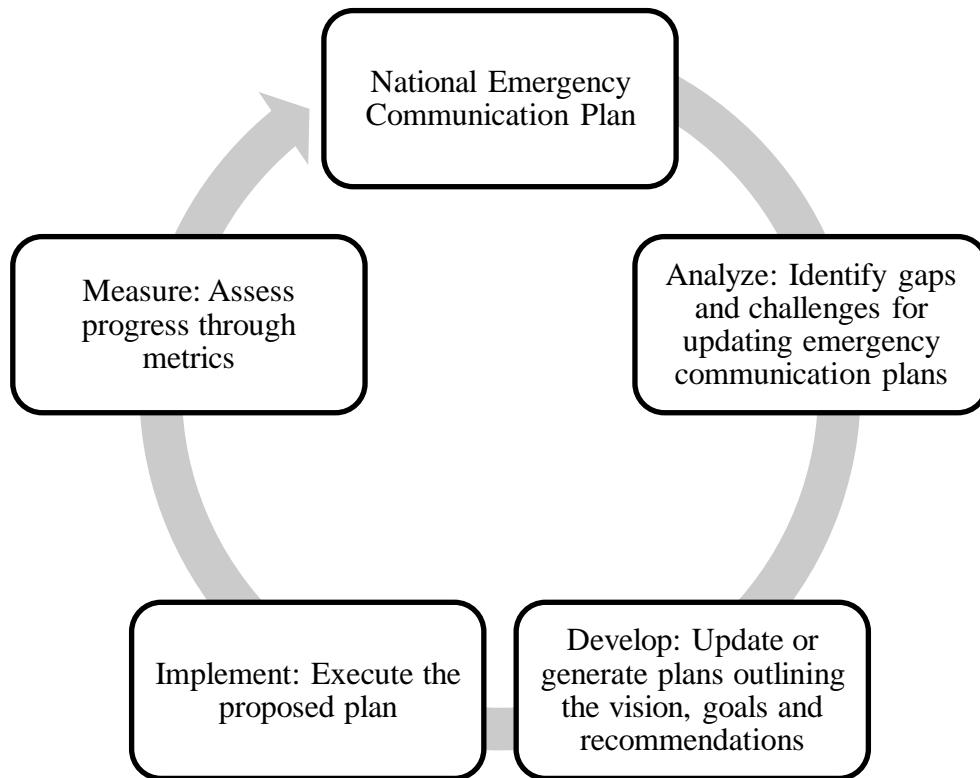 National Emergency
Communication Plan
Analyze: Identify gaps
and challenges for
updating emergency
communication plans
Develop: Update or
generate plans outlining
the vision, goals and
recommendations
Implement: Execute the
proposed plan
Measure: Assess
progress through
metrics